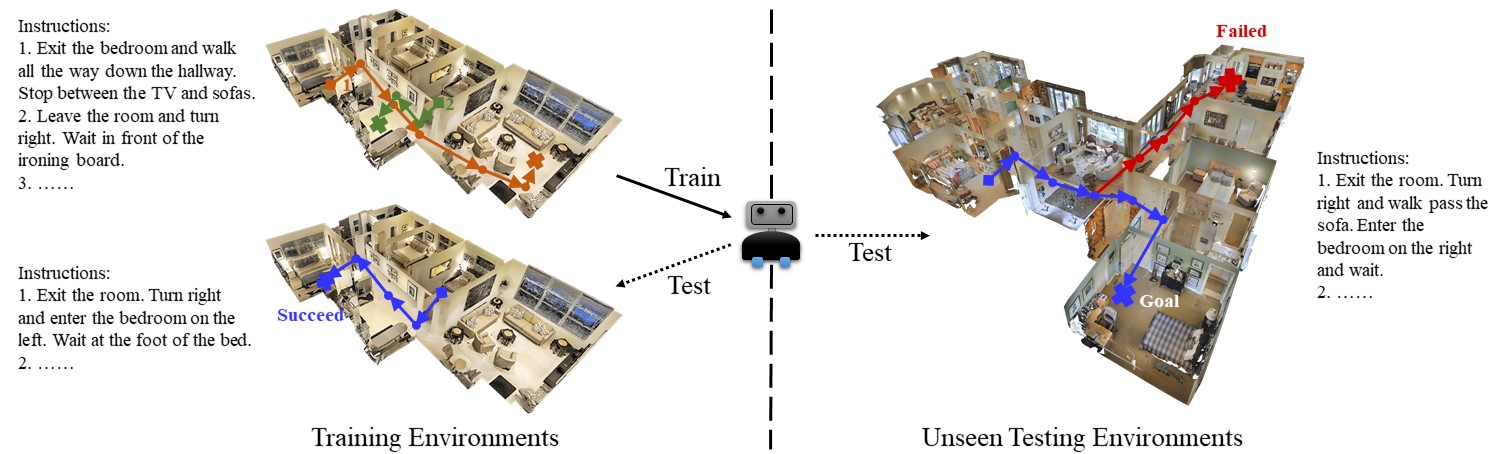 Instructions:
1. Exit the bedroom and walk
all the way down the hallway.
Stop between the TV and sofas.
2. Leave the room and turn
right. Wait in front of the
ironing board.
3. ……
1
2
Train
Instructions:
1. Exit the room. Turn right
and enter the bedroom on the
left. Wait at the foot of the bed.
2. ……
Succeed
Test
Training Environments
Test
Failed
Goal
Instructions:
1. Exit the room. Turn
right and walk pass the
sofa. Enter the
bedroom on the right
and wait.
2. ……
Unseen Testing Environments